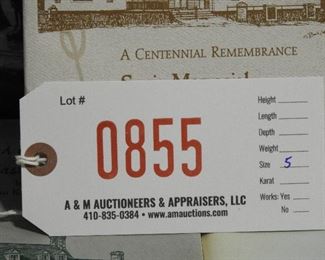 A CENTENNIAL REMEMBRANCE
Lot #
0855
A & M AUCTIONEERS & APPRAISERS, LLC
410-835-0384 • www.amauctions.com
Height
Length
Depth
Weight
Size 5
Karat
Works: Yes
No